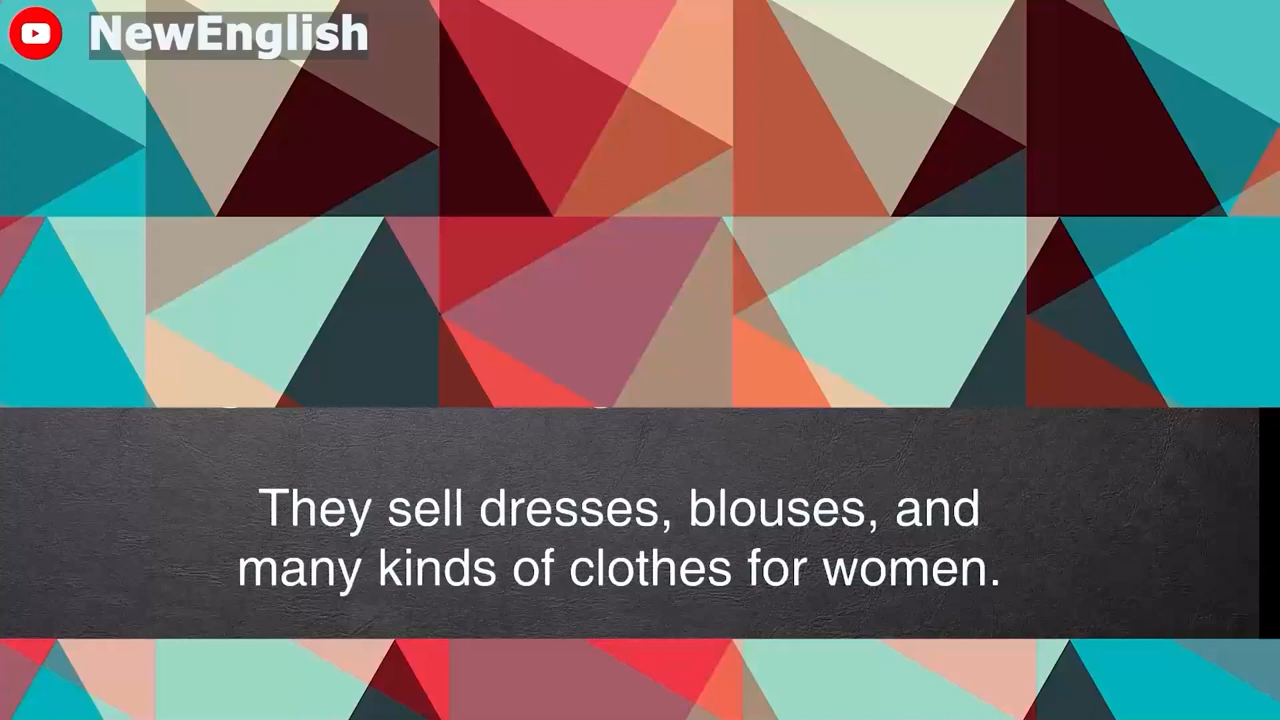 NewEnglish
They sell dresses, blouses, and
many kinds of clothes for women.